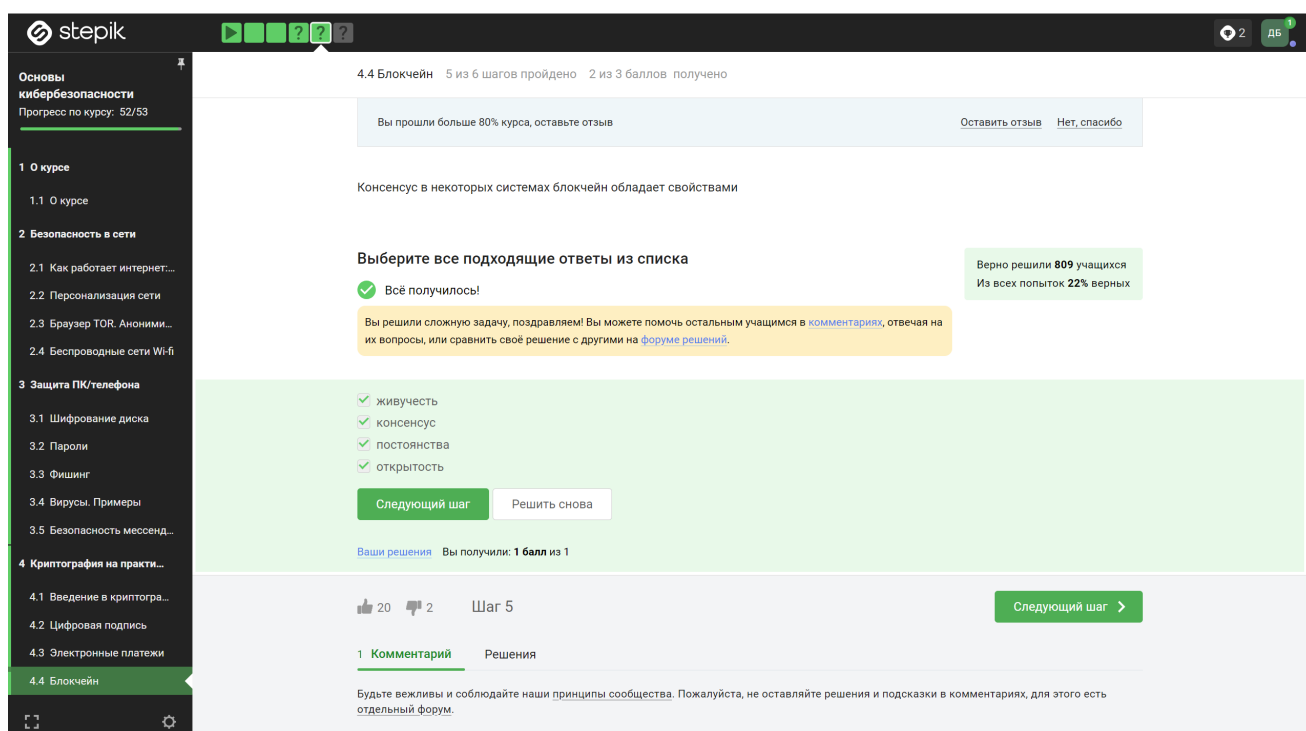 stepik
?
?
?
2
ДБ
1
Основы
кибербезопасности
Прогресс по курсу: 52/53
1 О курсе
1.1 О курсе
2 Безопасность в сети
2.1 Как работает интернет:...
2.2 Персонализация сети
2.3 Браузер TOR. Анонимн...
2.4 Беспроводные сети Wi-fi
3 Защита ПК/телефона
3.1 Шифрование диска
3.2 Пароли
3.3 Фишинг
3.4 Вирусы. Примеры
3.5 Безопасность мессенд...
4 Криптография на практи...
4.1 Введение в криптогра...
4.2 Цифровая подпись
4.3 Электронные платежи
4.4 Блокчейн
4.4 Блокчейн 5 из 6 шагов пройдено 2 из 3 баллов получено
Вы прошли больше 80% курса, оставьте отзыв Оставить отзыв Нет, спасибо
Консенсус в некоторых системах блокчейн обладает свойствами
Выберите все подходящие ответы из списка
Верно решили 809 учащихся
Из всех попыток 22% верных
Всё получилось!
Вы решили сложную задачу, поздравляем! Вы можете помочь остальным учащимся в комментариях, отвечая на
их вопросы, или сравнить своё решение с другими на форуме решений.
живучесть
консенсус
постоянства
открытость
Следующий шаг Решить снова
Ваши решения Вы получили: 1 балл из 1
20 2 Шаг 5 Следующий шаг
1 Комментарий Решения
Будьте вежливы и соблюдайте наши принципы сообщества. Пожалуйста, не оставляйте решения и подсказки в комментариях, для этого есть
отдельный форум.